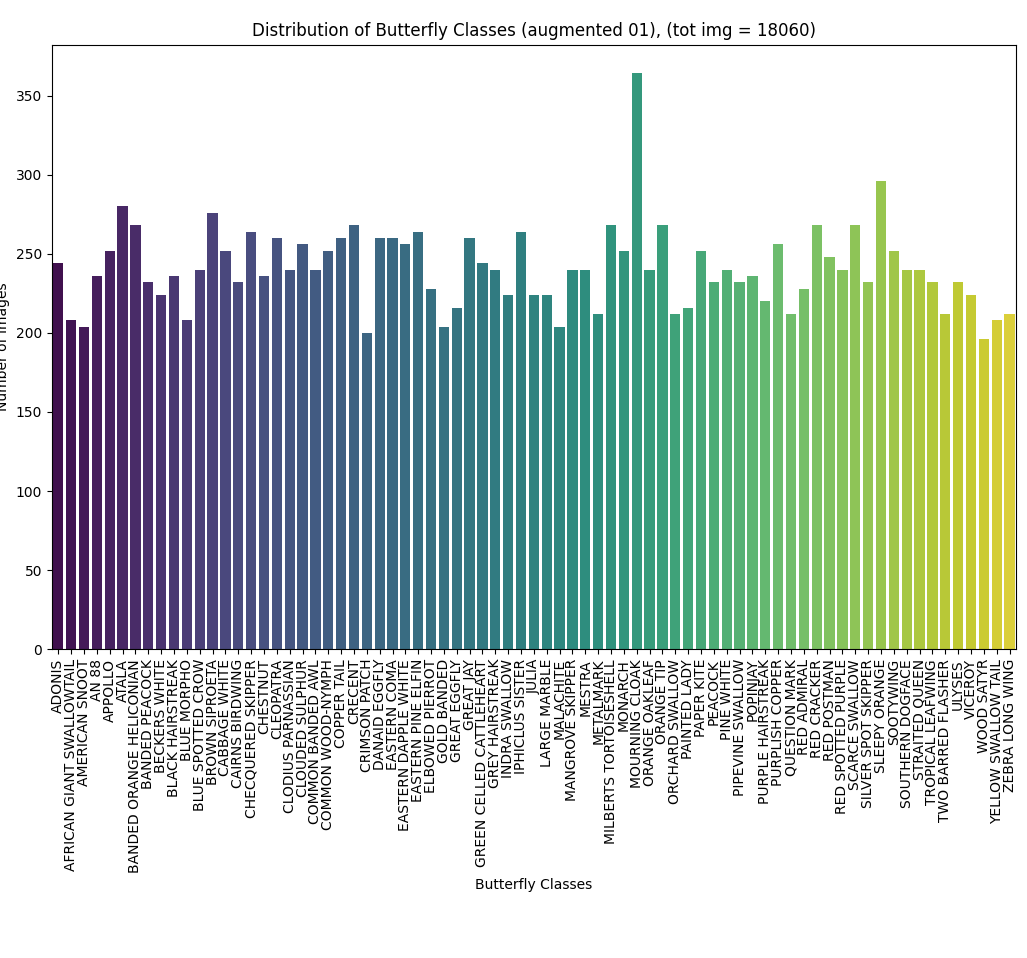 Distribution of Butterfly Classes (augmented 01), (tot img = 18060)
Number of Images
350
300
250
200
150
100
50
0
ADONIS
AFRICAN GIANT SWALLOWTAIL
AMERICAN SNOOT
AN 88
APPOLLO
ATALA
BANDED ORANGE HELICONIAN
BANDED PEACOCK
BECKERS WHITE
BLACK HAIRSTREAK
BLUE MORPHO
BLUE SPOTTED CROW
BROWN SIPROETA
CABBAGE WHITE
CAIRNS BIRDWING
CHECQUERED SKIPPER
CHESTNUT
CLEOPATRA
CLODIUS PARNASSIAN
CLOUDED SULPHUR
COMMON BANDED AWL
COMMON WOOD-NYMPH
COPPER TAIL
CRECENT
CRIMSON PATCH
DANAID EGGFLY
EASTERN COMA
EASTERN DAPPLE WHITE
EASTERN PINE ELFIN
ELBOWED PIERROT
GOLD BANDED
GREAT EGGFLY
GREAT JAY
GREEN CELLED CATTLEHEART
GREY HAIRSTREAK
INDRA SWALLOW
IPHICLUS SISTER
JULIA
LARGE MARBLE
MALACHITE
MANGROVE SKIPPER
MESTRA
METALMARK
MILBERTS TORTOISESHELL
MONARCH
MOURNING CLOAK
ORANGE OAKLEAF
ORANGE TIP
ORCHARD SWALLOW
PAINTED LADY
PAPER KITE
PEACOCK
PINE WHITE
PIPEVINE SWALLOW
POPINJAY
PURPLE HAIRSTREAK
PURPLISH COPPER
QUESTION MARK
RED ADMIRAL
RED CRACKER
RED POSTMAN
RED SPOTTED PURPLE
SCARCE SWALLOW
SILVER SPOT SKIPPER
SLEEPY ORANGE
SOOTYWING
SOUTHERN DOGFACE
STRAITED QUEEN
TROPICAL LEAFWING
TWO BARRED FLASHER
ULYSES
VICEROY
WOOD SATYR
YELLOW SWALLOW TAIL
ZEBRA LONG WING
Butterfly Classes